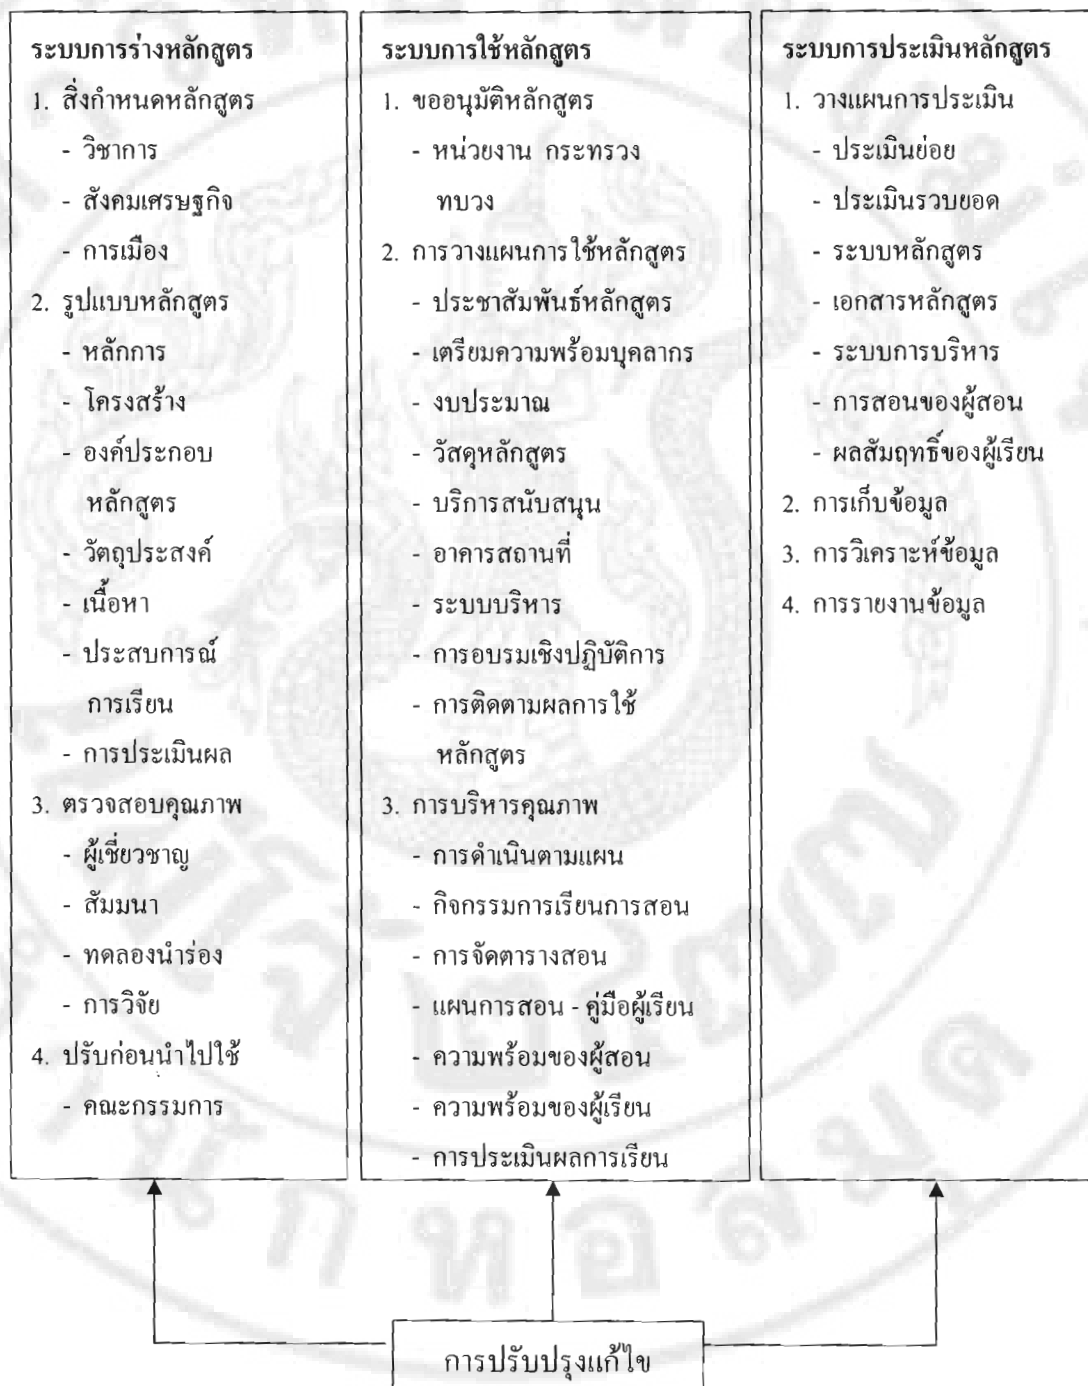 ระบบการร่างหลักสูตร
1. สิ่งกำหนดหลักสูตร
- วิชาการ
- สังคมเศรษฐกิจ
- การเมือง
2. รูปแบบหลักสูตร
- หลักการ
- โครงสร้าง
- องค์ประกอบ
หลักสูตร
- วัตถุประสงค์
- เนื้อหา
- ประสบการณ์
การเรียน
- การประเมินผล
3. ตรวจสอบคุณภาพ
- ผู้เชี่ยวชาญ
- สัมมนา
- ทดลองนำร่อง
- การวิจัย
4. ปรับก่อนนำไปใช้
- คณะกรรมการ
ระบบการใช้หลักสูตร
1. ขออนุมัติหลักสูตร
- หน่วยงาน กระทรวง
ทบวง
2. การวางแผนการใช้หลักสูตร
- ประชาสัมพันธ์หลักสูตร
- เตรียมความพร้อมบุคลากร
- งบประมาณ
- วัสดุหลักสูตร
- บริการสนับสนุน
- อาคารสถานที่
- ระบบบริหาร
- การอบรมเชิงปฏิบัติการ
- การติดตามผลการใช้
หลักสูตร
3. การบริหารคุณภาพ
- การดำเนินตามแผน
- กิจกรรมการเรียนการสอน
- การจัดตารางสอน
- แผนการสอน - คู่มือผู้เรียน
- ความพร้อมของผู้สอน
- ความพร้อมของผู้เรียน
- การประเมินผลการเรียน
ระบบการประเมินหลักสูตร
1. วางแผนการประเมิน
- ประเมินย่อย
- ประเมินรวบยอด
- ระบบหลักสูตร
- เอกสารหลักสูตร
- ระบบการบริหาร
- การสอนของผู้สอน
- ผลสัมฤทธิ์ของผู้เรียน
2. การเก็บข้อมูล
3. การวิเคราะห์ข้อมูล
4. การรายงานข้อมูล
การปรับปรุงแก้ไข